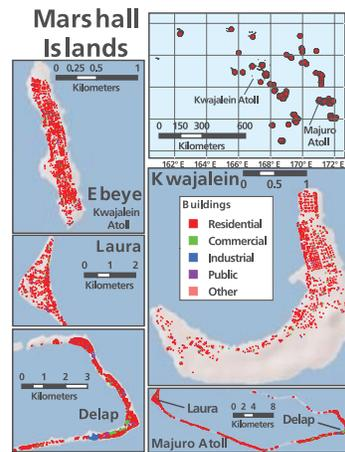 Marshall
Islands
0 0.25 0.5 1
Kilometers
Ebeye
Kwajalein
Atoll
Kwajalein Atoll
Majuro
Atoll
0 150 300 600
Kilometers
162° E 164° E 166° E 168° E 170° E 172° E
Kwajalein
0 0.5 1
Kilometers
Buildings
Residential
Commercial
Industrial
Public
Other
Laura
0 1 2
Kilometers
0 1 2 3
Kilometers
Delap
Laura
0 2 4 8
Kilometers
Delap
Majuro Atoll